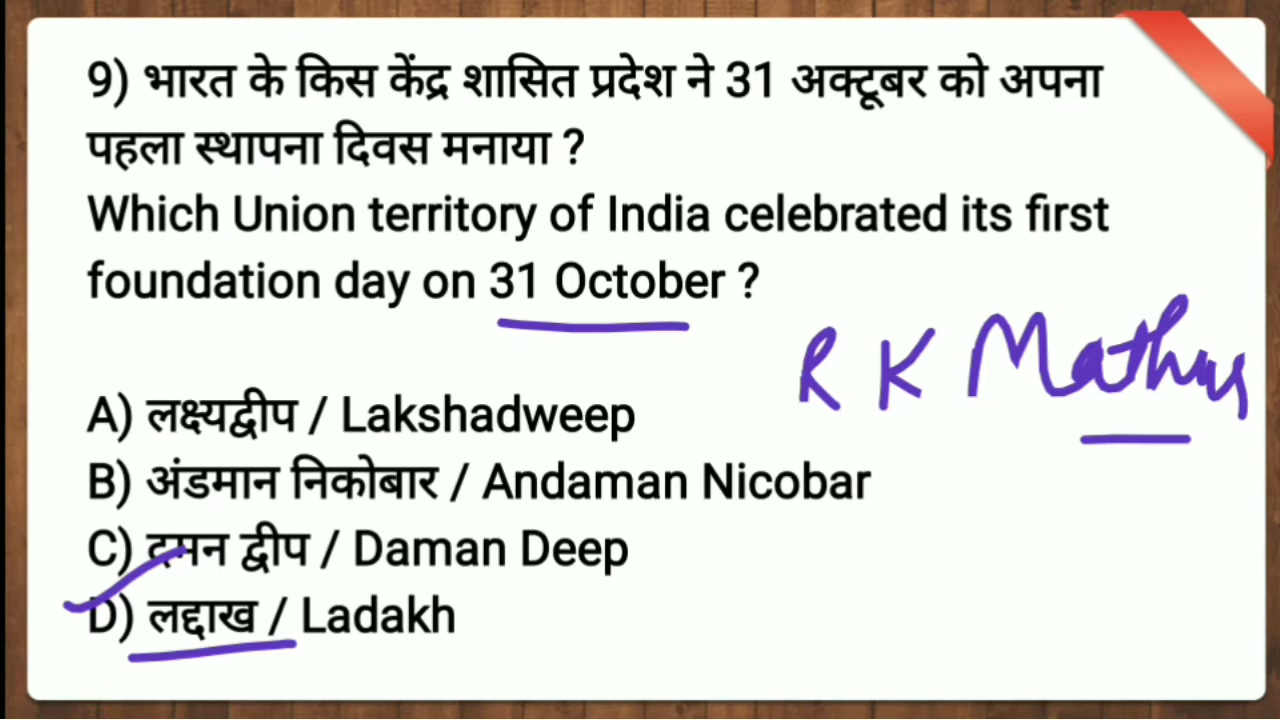 9) भारत के किस केंद्र शासित प्रदेश ने 31 अक्टूबर को अपना
पहला स्थापना दिवस मनाया ?
Which Union territory of India celebrated its first
foundation day on 31 October ?
R K Mathur
A) लक्ष्यद्वीप / Lakshadweep
B) अंडमान निकोबार / Andaman Nicobar
C) दमन द्वीप / Daman Deep
D) लद्दाख / Ladakh